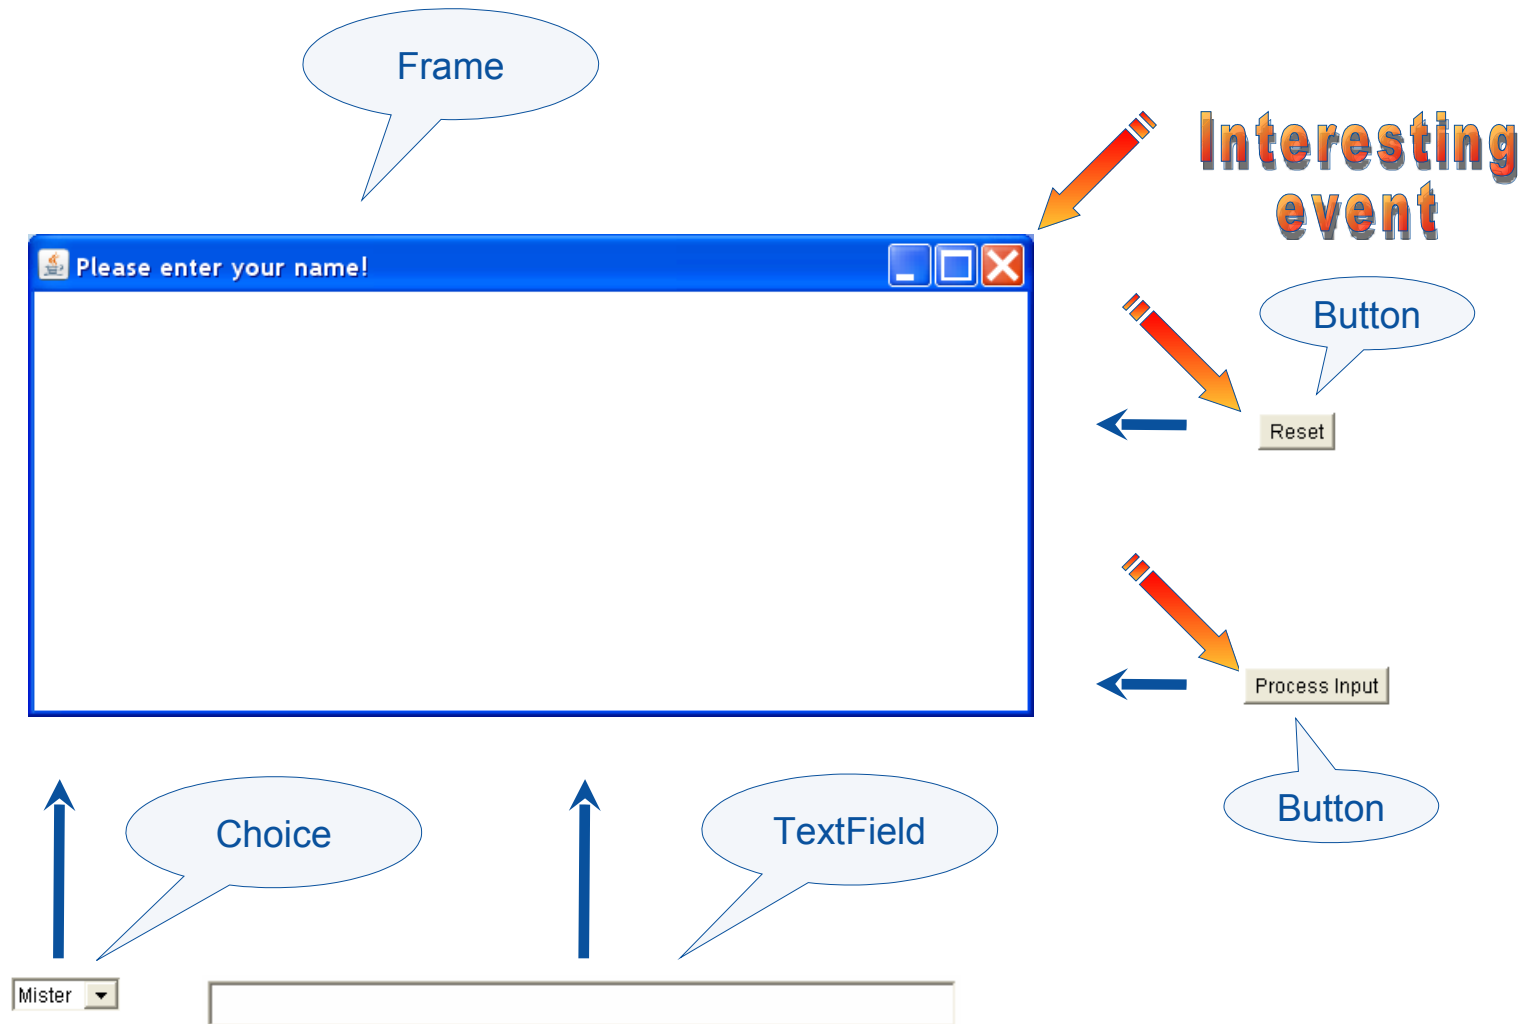 Frame
Interesting
event
Please enter your name!
Button
Reset
Process Input
Button
Choice
TextField
Mister